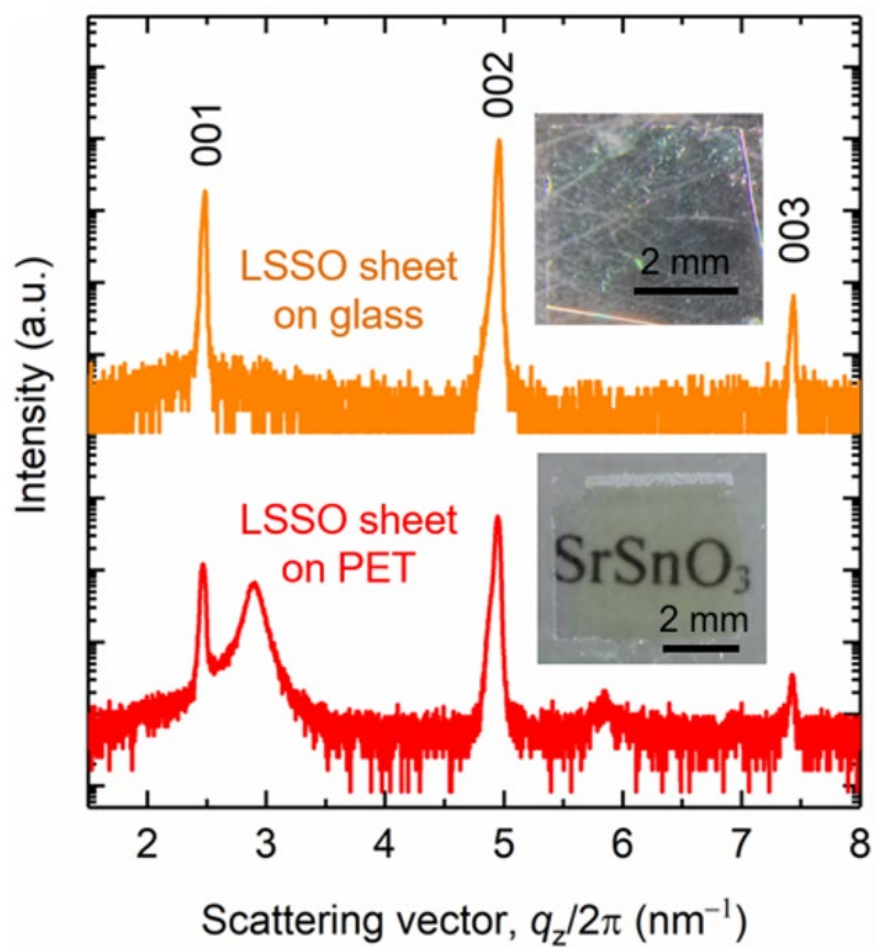 001
002
003
LSSO sheet
on glass
2 mm
LSSO sheet
on PET
SrSnO₃
2 mm
Intensity (a.u.)
2 3 4 5 6 7 8
Scattering vector, q_z/2π (nm⁻¹)